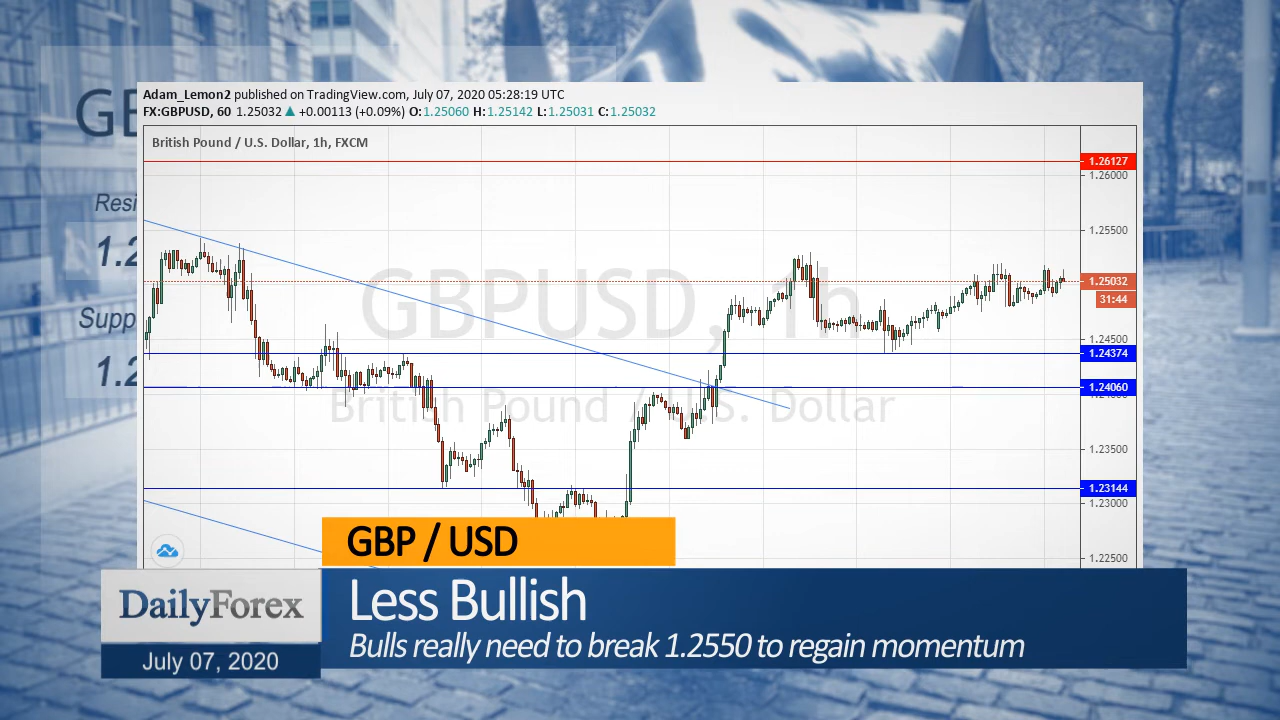 Adam_Lemon2 published on TradingView.com, July 07, 2020 05:28:19 UTC
FX:GBPUSD, 60 1.25032 ▲ +0.00113 (+0.09%) O:1.25060 H:1.25142 L:1.25031 C:1.25032
British Pound / U.S. Dollar, 1h, FXCM
GBPUSD, 1h
British Pound / U.S. Dollar
1.26127
1.26000
1.25500
1.25032
31:44
1.24500
1.24374
1.24060
1.24000
1.23500
1.23144
1.23000
1.22500
GBP / USD
DailyForex
Less Bullish
Bulls really need to break 1.2550 to regain momentum
July 07, 2020